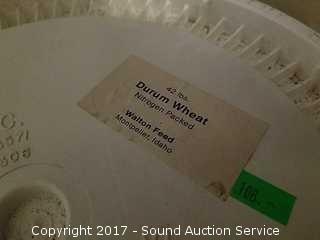 42 lbs.
Durum Wheat
Nitrogen Packed
Walton Feed
Montpelier, Idaho
C.
106.-
Copyright 2017 - Sound Auction Service